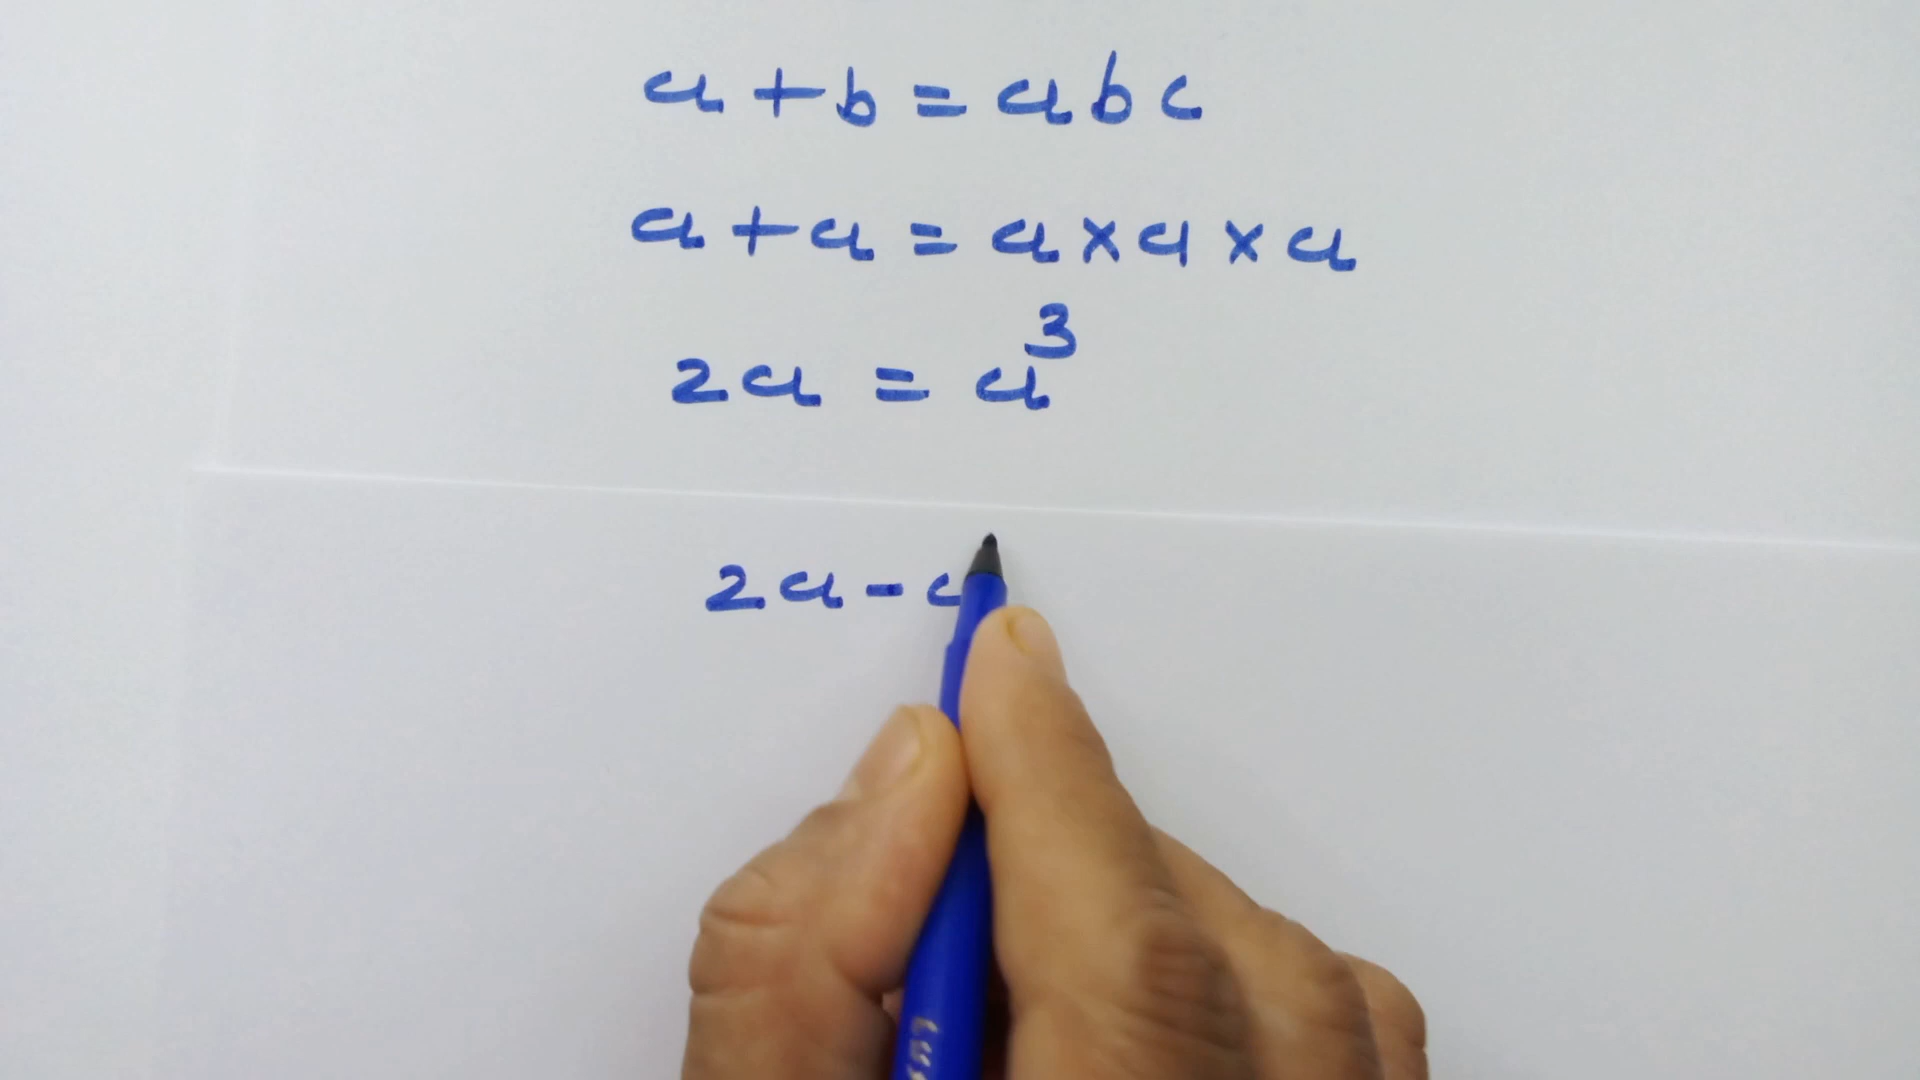 a + b = abc
a + a = a × a × a
2a = a³
2a - a